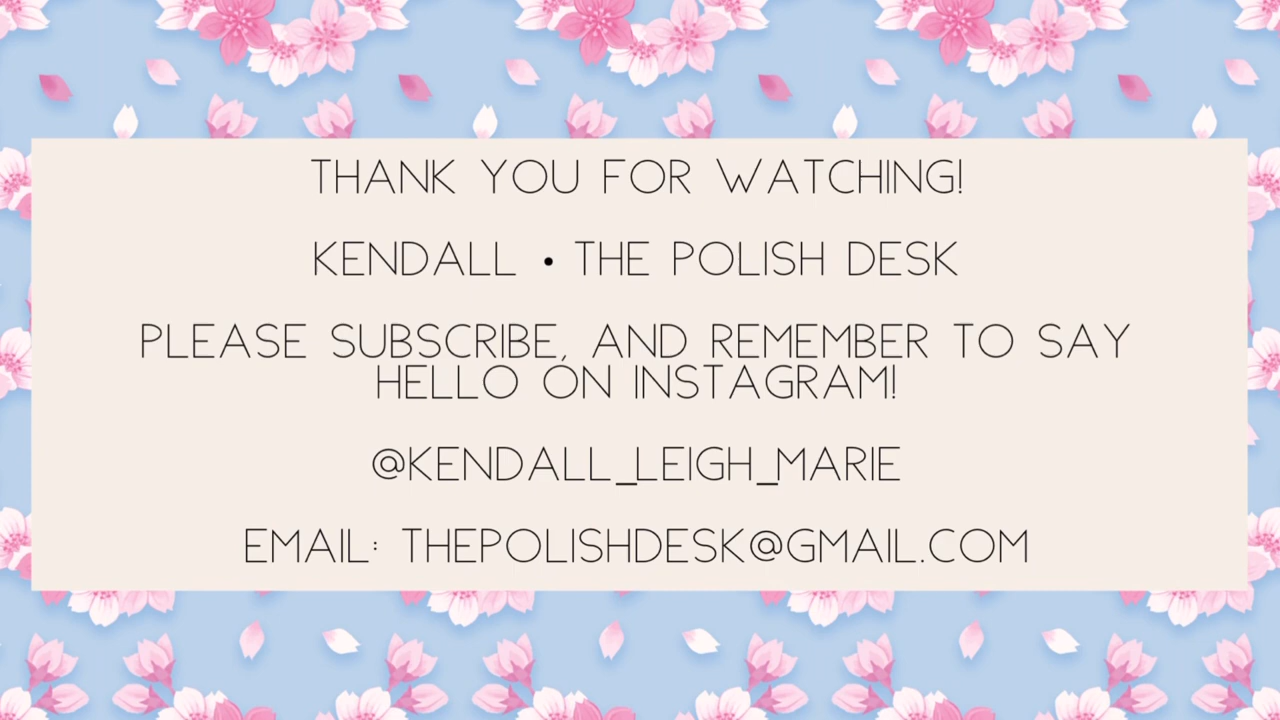 THANK YOU FOR WATCHING!
KENDALL • THE POLISH DESK
PLEASE SUBSCRIBE, AND REMEMBER TO SAY
HELLO ON INSTAGRAM!
@KENDALL_LEIGH_MARIE
EMAIL: THEPOLISHDESK@GMAIL.COM